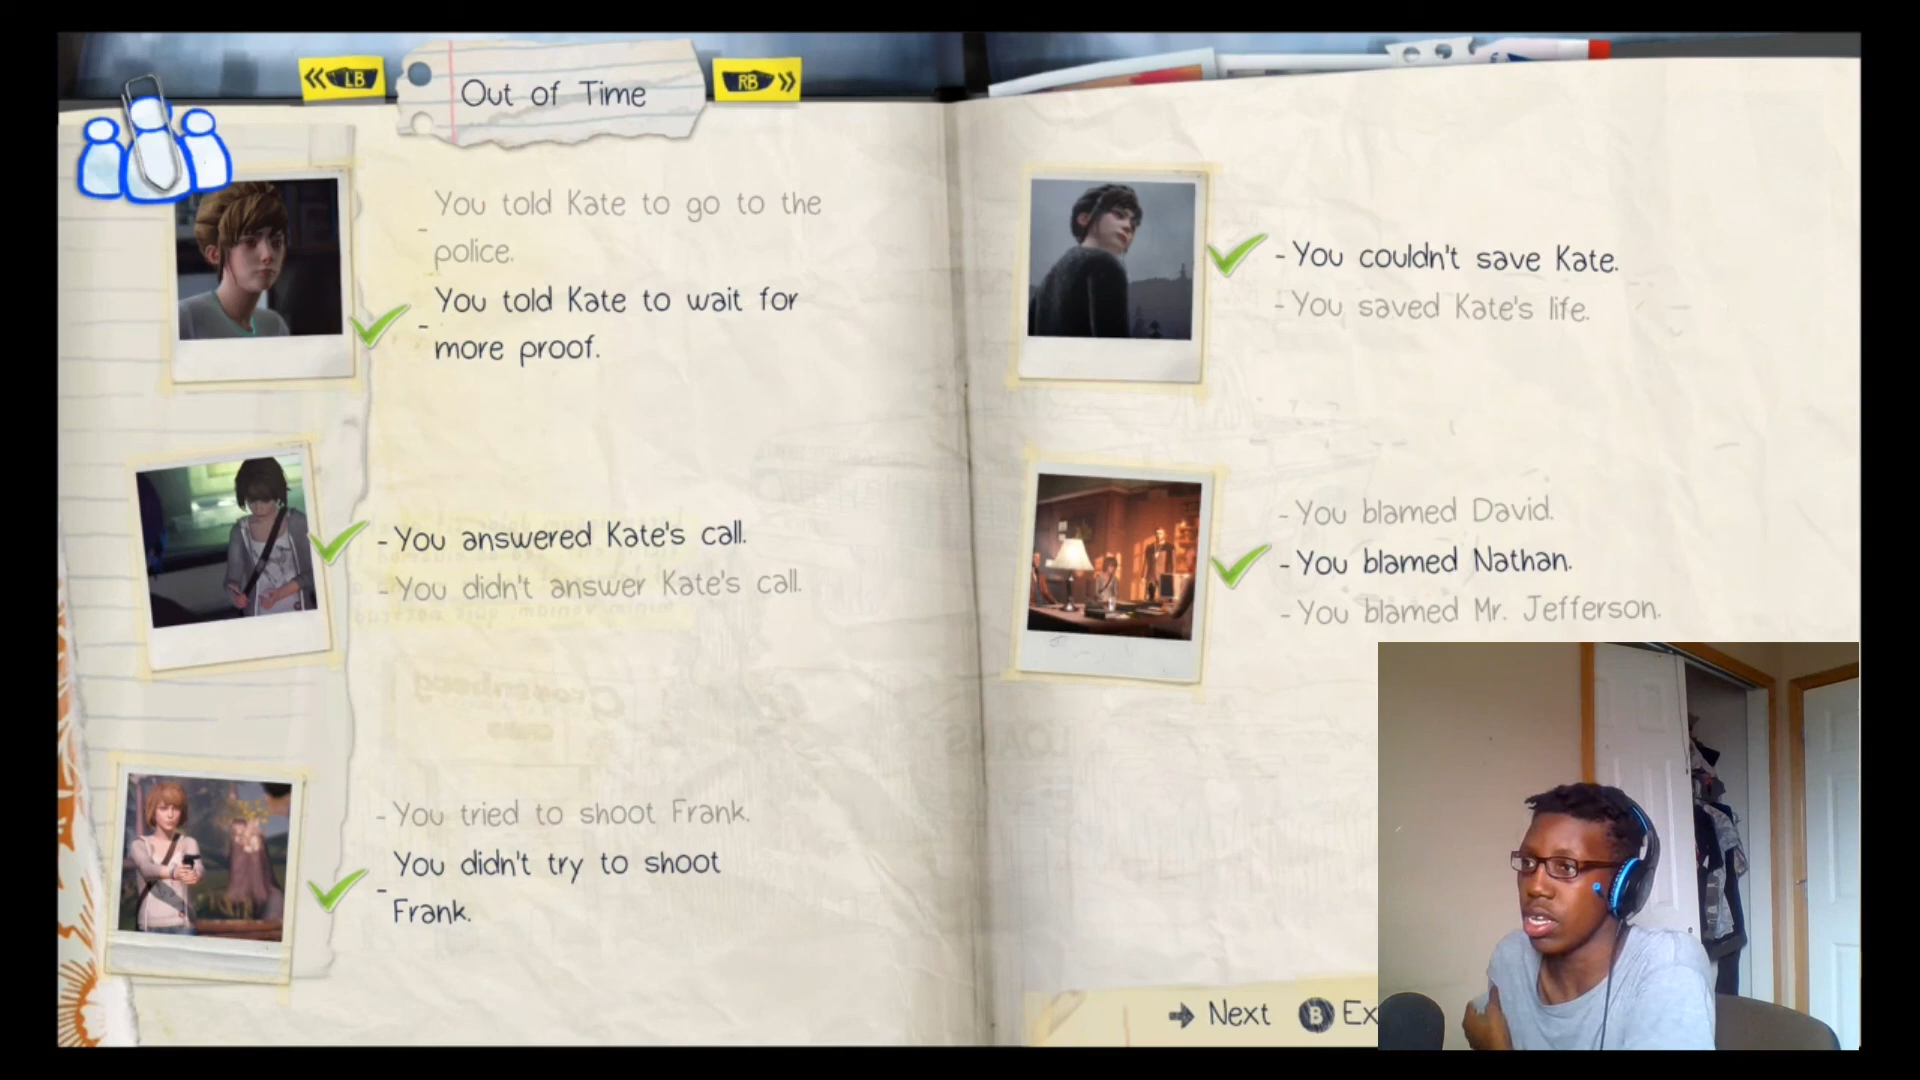 LB
Out of Time
RB
You told Kate to go to the
- police.
You told Kate to wait for
- more proof.
- You answered Kate's call.
- You didn't answer Kate's call.
- You tried to shoot Frank.
You didn't try to shoot
- Frank.
- You couldn't save Kate.
- You saved Kate's life.
- You blamed David.
- You blamed Nathan.
- You blamed Mr. Jefferson.
Next B Ex